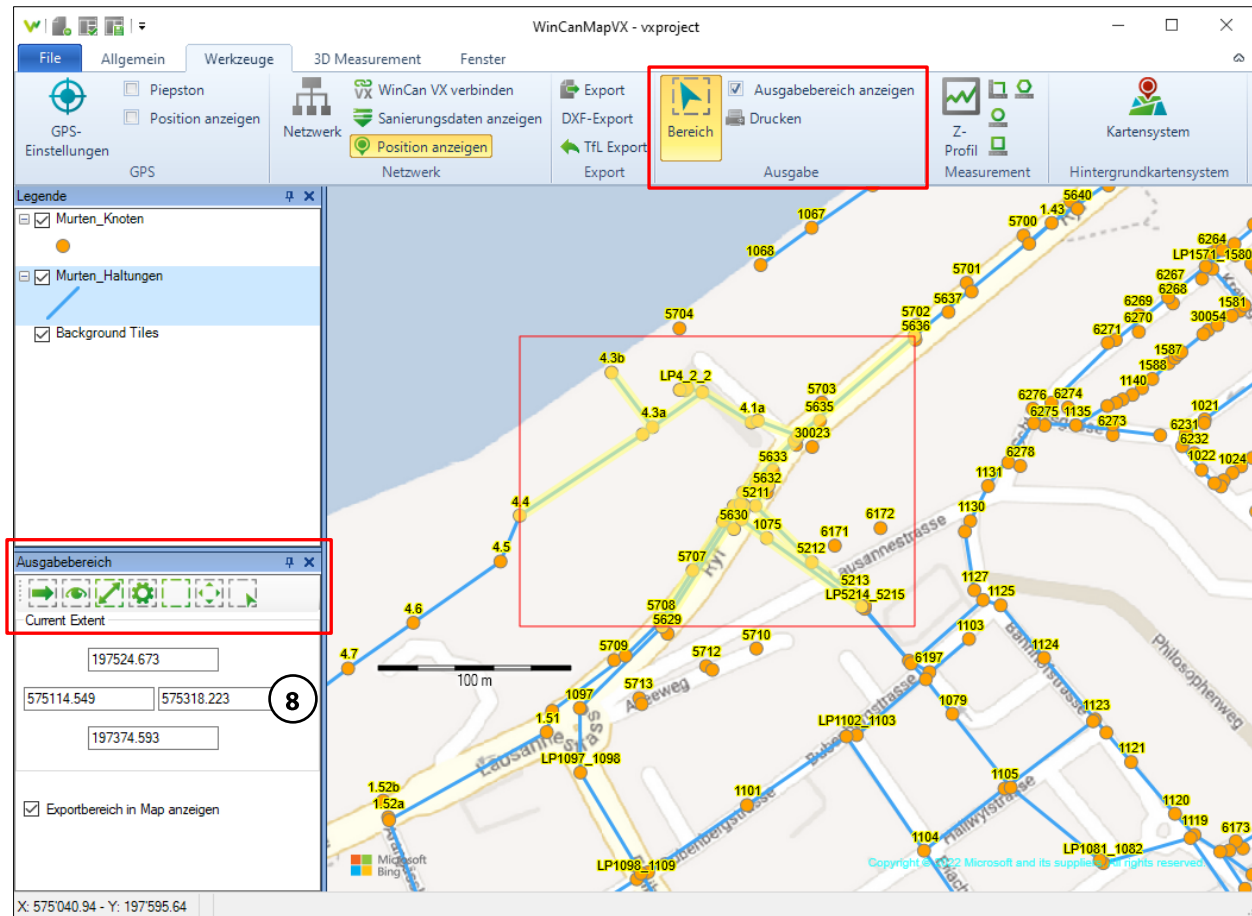 WinCanMapVX - vxproject
File Allgemein Werkzeuge 3D Measurement Fenster
Piepston
Position anzeigen
GPS-
Einstellungen
GPS
Netzwerk
WinCan VX verbinden
Sanierungsdaten anzeigen
Position anzeigen
Netzwerk
Export
DXF-Export
TfL Export
Export
Bereich
Ausgabebereich anzeigen
Drucken
Ausgabe
Z-
Profil
Measurement
Kartensystem
Hintergrundkartensystem
Legende
Murten_Knoten
Murten_Haltungen
Background Tiles
Ausgabebereich
Current Extent
197524.673
575114.549 575318.223
8
197374.593
Exportbereich in Map anzeigen
5640
1067
1.43
5700
6264
1068
LP1571_1580
5701
6267
6268
5637
5704
5702
5636
6269
6270
1581
30054
6271
4.3b
LP4_2_2
1587
1588
5703
1140
4.3a
4.1a
5635
6276
6274
6275
1135
1021
6273
6231
30023
6232
5633
6278
1022
1024
5632
1131
5211
4.4
5630
6172
1130
1075
6171
4.5
5212
Lausannestrasse
5707
Ryf
5213
LP5214_5215
1127
1125
4.6
5708
5629
1103
1124
5709
5710
4.7
5712
6197
100 m
5713
1079
1097
1.51
LP1102_1103
1123
LP1097_1098
1121
1105
1.52b
1.52a
1101
1120
1119
6173
1104
LP1081_1082
LP1098_1109
Philosophenweg
Hallwylstrasse
Microsoft
Bing
Copyright © 2022 Microsoft and its suppliers. All rights reserved.
X: 575'040.94 - Y: 197'595.64